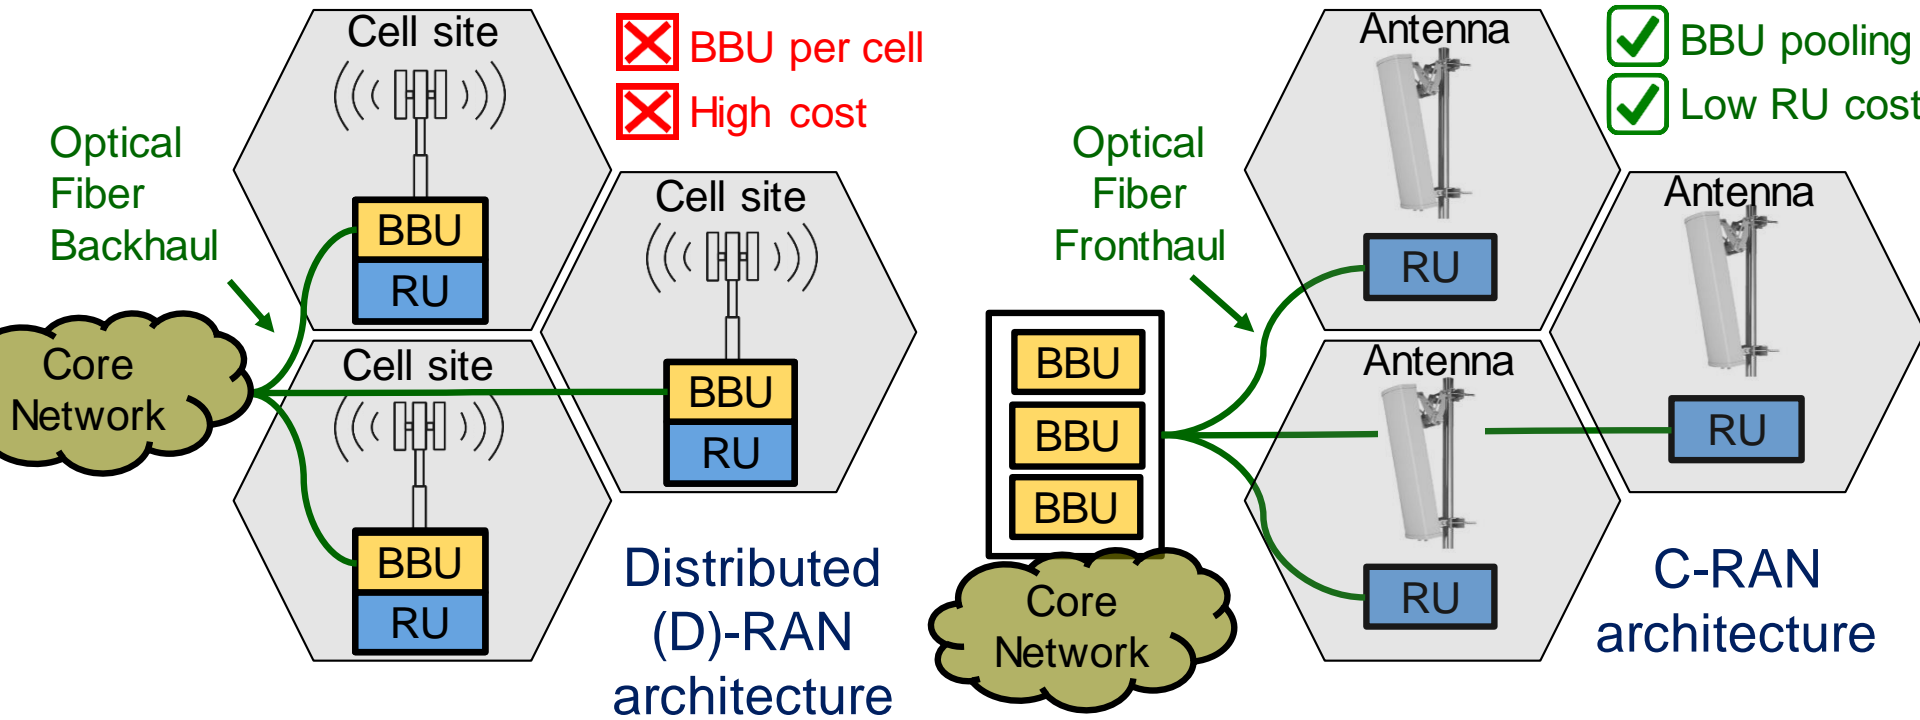 Cell site
BBU per cell
High cost
Optical
Fiber
Backhaul
BBU
RU
Cell site
BBU
RU
Core
Network
Cell site
BBU
RU
Distributed
(D)-RAN
architecture
Antenna
BBU pooling
Low RU cost
Optical
Fiber
Fronthaul
RU
Antenna
RU
BBU
BBU
BBU
Antenna
RU
Core
Network
C-RAN
architecture